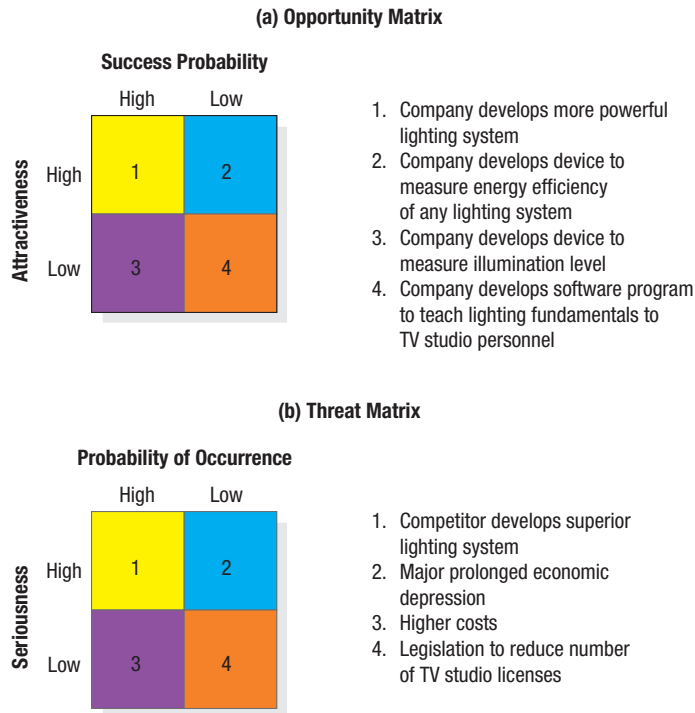 (a) Opportunity Matrix
Success Probability
High Low
Attractiveness
High 1 2
Low 3 4
1. Company develops more powerful
lighting system
2. Company develops device to
measure energy efficiency
of any lighting system
3. Company develops device to
measure illumination level
4. Company develops software program
to teach lighting fundamentals to
TV studio personnel
(b) Threat Matrix
Probability of Occurrence
High Low
Seriousness
High 1 2
Low 3 4
1. Competitor develops superior
lighting system
2. Major prolonged economic
depression
3. Higher costs
4. Legislation to reduce number
of TV studio licenses